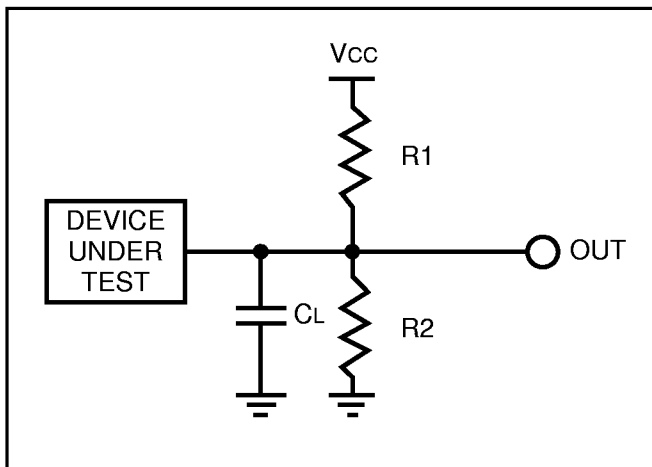 VCC
R1
DEVICE
UNDER
TEST
OUT
CL
R2